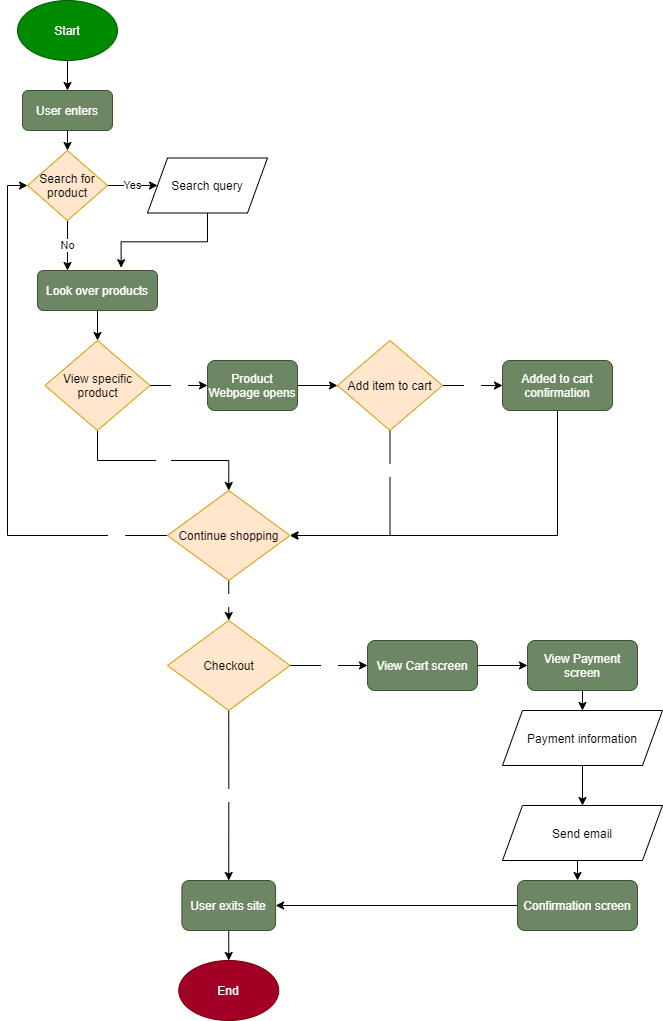 Start
User enters
Search for
product
Yes
Search query
No
Look over products
View specific
product
Product
Webpage opens
Add item to cart
Added to cart
confirmation
Continue shopping
Checkout
View Cart screen
View Payment
screen
Payment information
Send email
User exits site
Confirmation screen
End